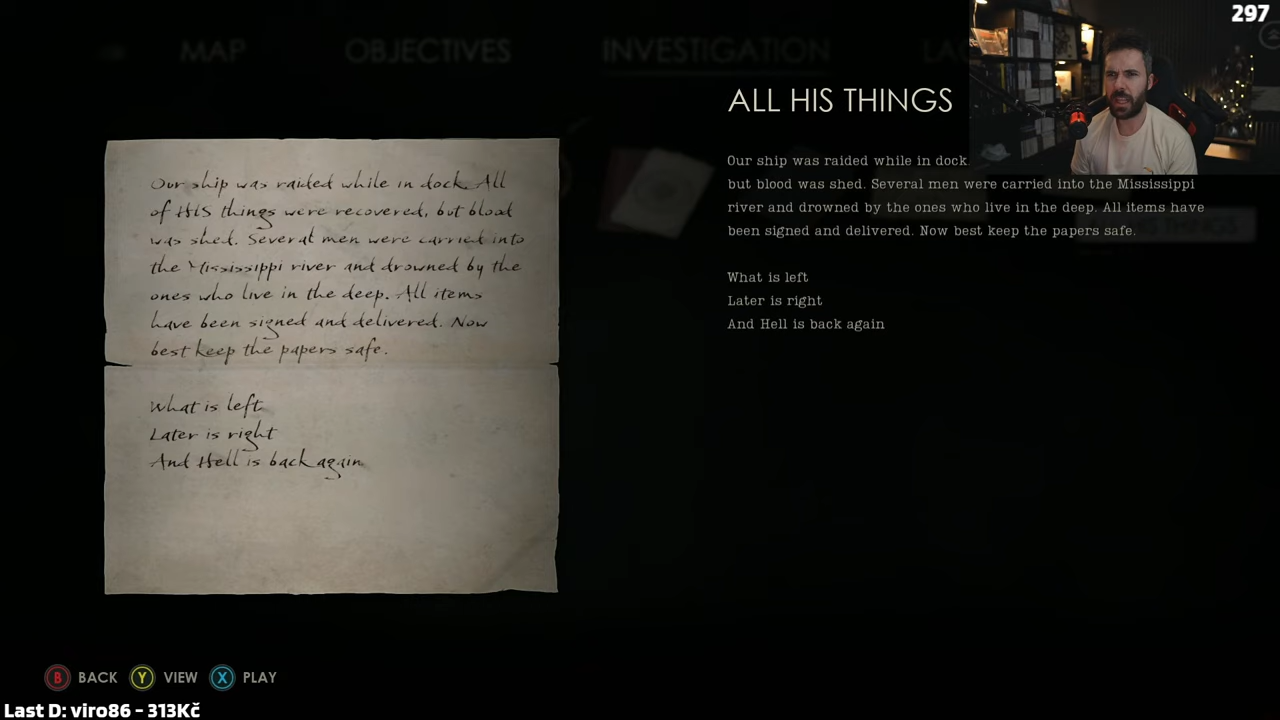 297
MAP
OBJECTIVES
INVESTIGATION
ALL HIS THINGS
Our ship was raided while in dock. All
of HIS things were recovered, but blood
was shed. Several men were carried into
the Mississippi river and drowned by the
ones who live in the deep. All items
have been signed and delivered. Now
best keep the papers safe.
What is left
Later is right
And Hell is back again
Our ship was raided while in dock.
but blood was shed. Several men were carried into the Mississippi
river and drowned by the ones who live in the deep. All items have
been signed and delivered. Now best keep the papers safe.
What is left
Later is right
And Hell is back again
B BACK Y VIEW X PLAY
Last D: viro86 - 313Kč